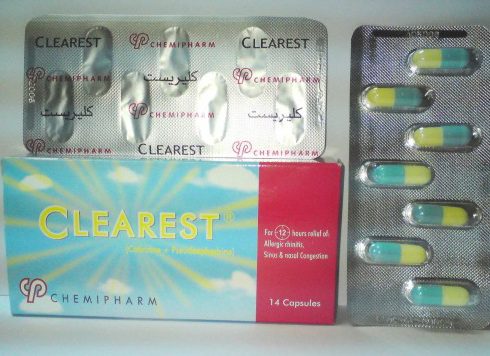 CLEAREST
CHEMIPHARM
CLEAREST
كليريست
CHEMIPHARM
كليريست
CHEMIPHARM
كليريست
CHEMIPHARM
CLEAREST
CLEAREST®
(Cetirizine + Pseudoephedrine)
CHEMIPHARM
For 12 hours relief of:
Allergic rhinitis,
Sinus & nasal Congestion
14 Capsules